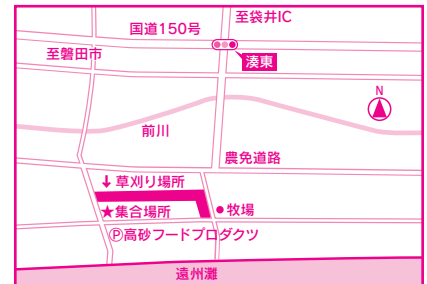 至袋井IC
国道150号
至磐田市
湊東
N
前川
農免道路
↓草刈り場所
★集合場所
●牧場
Ⓟ高砂フードプロダクツ
遠州灘